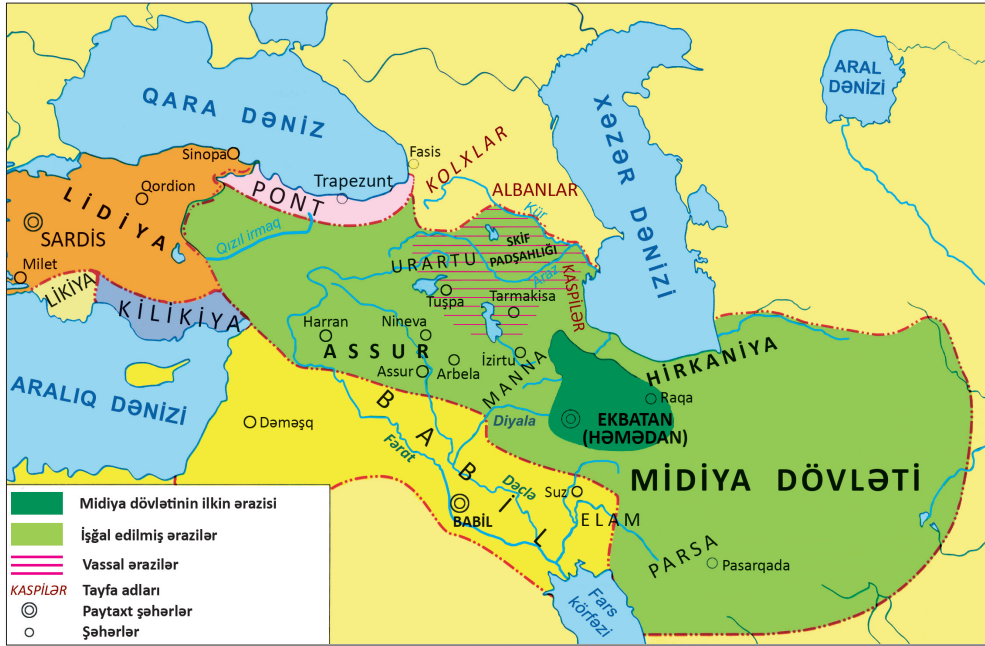 QARA DƏNİZ
XƏZƏR DƏNİZİ
ARAL
DƏNİZİ
Sinopa
Fasis
KOLXLAR
ALBANLAR
Qordion
PONT
Trapezunt
Kür
LİDİYA
SARDİS
Qızıl irmaq
SKİF
PADŞAHLIĞI
URARTU
Araz
KASPİLƏR
Milet
LİKİYA
KİLİKİYA
Tuşpa
Tarmakisa
Harran
Nineva
ASSUR
Assur
Arbela
İzirtu
MANNA
HİRKANİYA
Raqa
EKBATAN
(HƏMƏDAN)
ARALIQ DƏNİZİ
Dəməşq
BABİL
Diyala
Fərat
Dəclə
MİDİYA DÖVLƏTİ
Suz
BABİL
ELAM
PARSA
Pasarqada
Fars
körfəzi
Midiya dövlətinin ilkin ərazisi
İşğal edilmiş ərazilər
Vassal ərazilər
KASPİLƏR Tayfa adları
Paytaxt şəhərlər
Şəhərlər